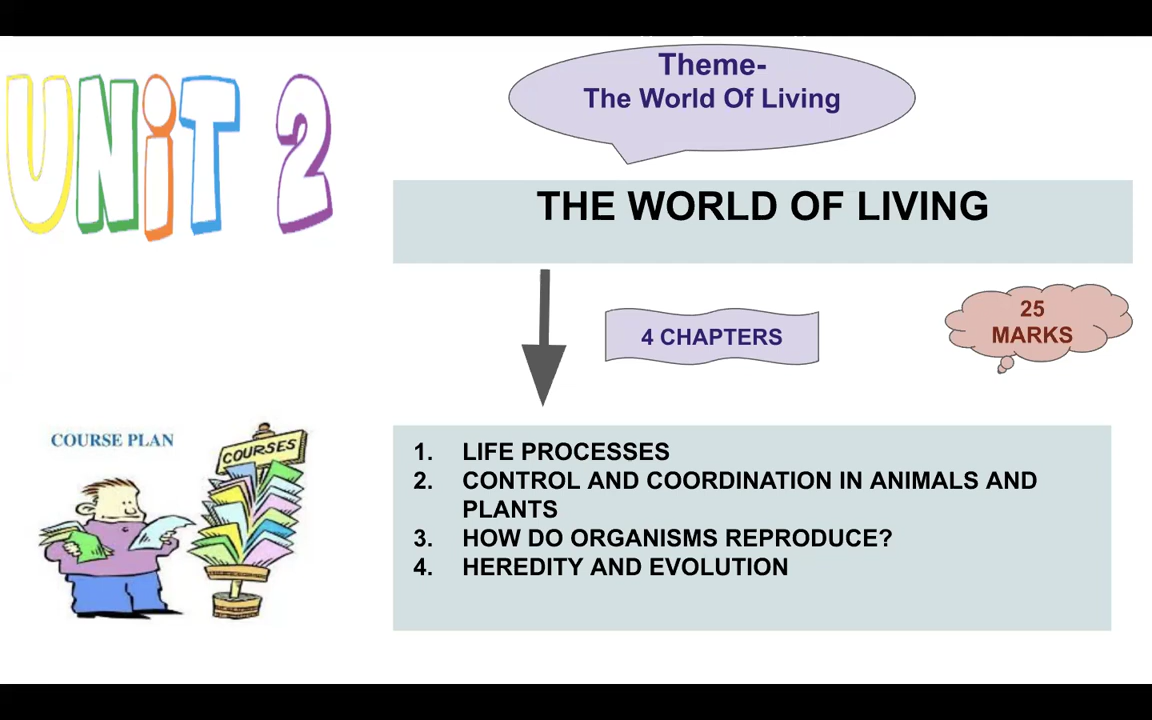 UNiT 2
Theme-
The World Of Living
THE WORLD OF LIVING
4 CHAPTERS
25
MARKS
COURSE PLAN
COURSES
1. LIFE PROCESSES
2. CONTROL AND COORDINATION IN ANIMALS AND
PLANTS
3. HOW DO ORGANISMS REPRODUCE?
4. HEREDITY AND EVOLUTION